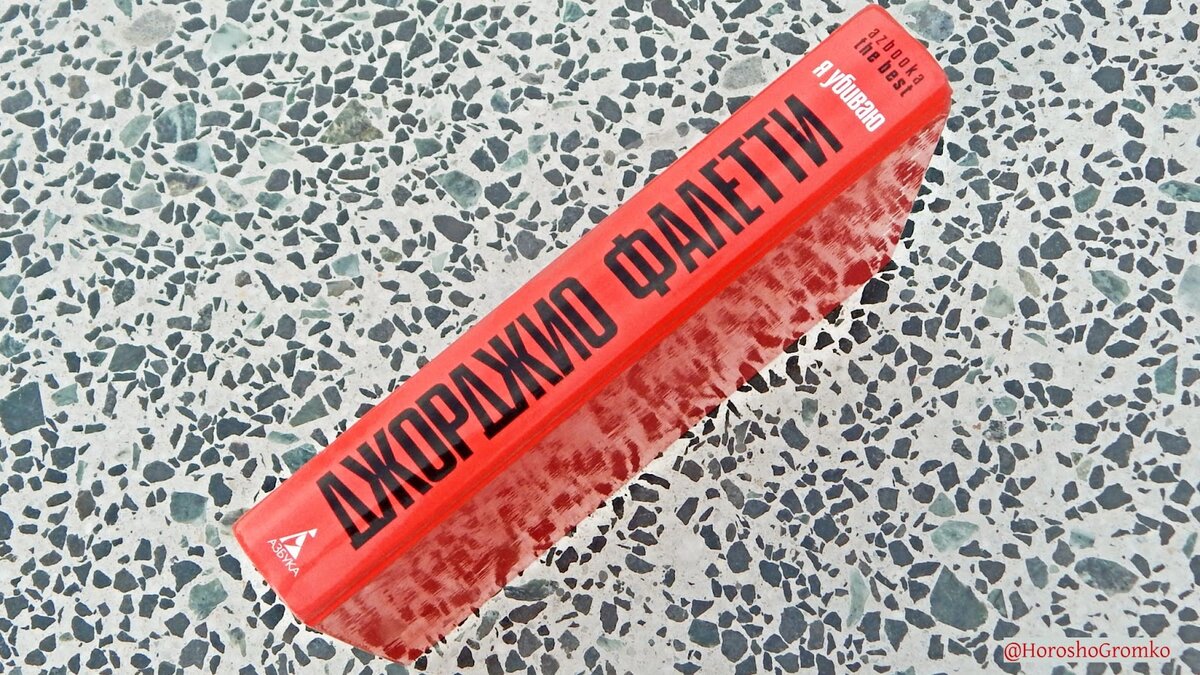 azbooka
the best
я убиваю
ДЖОРДЖИО ФАЛЕТТИ
АЗБУКА
@HoroshoGromko